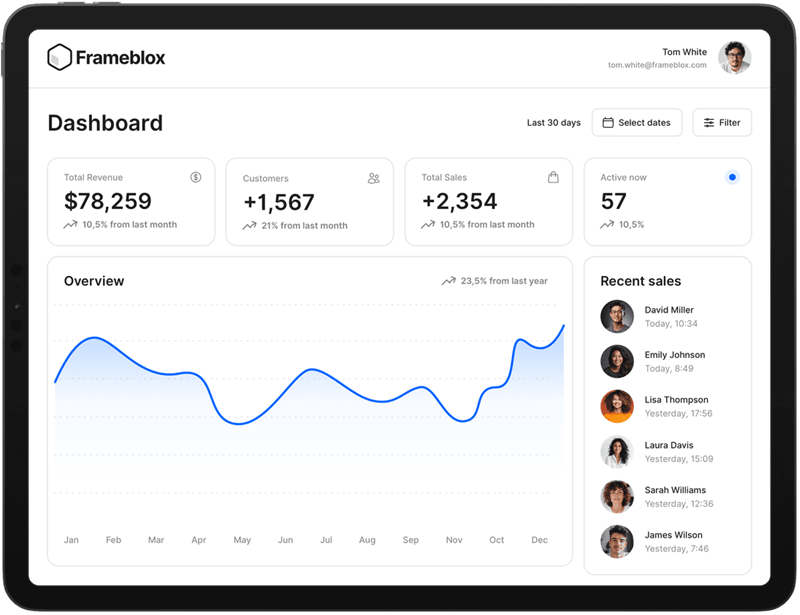 Frameblox
Tom White
tom.white@frameblox.com
Dashboard
Last 30 days
Select dates
Filter
Total Revenue
$78,259
10,5% from last month
Customers
+1,567
21% from last month
Total Sales
+2,354
10,5% from last month
Active now
57
10,5%
Overview
23,5% from last year
Jan Feb Mar Apr May Jun Jul Aug Sep Nov Oct Dec
Recent sales
David Miller
Today, 10:34
Emily Johnson
Today, 8:49
Lisa Thompson
Yesterday, 17:56
Laura Davis
Yesterday, 15:09
Sarah Williams
Yesterday, 12:36
James Wilson
Yesterday, 7:46